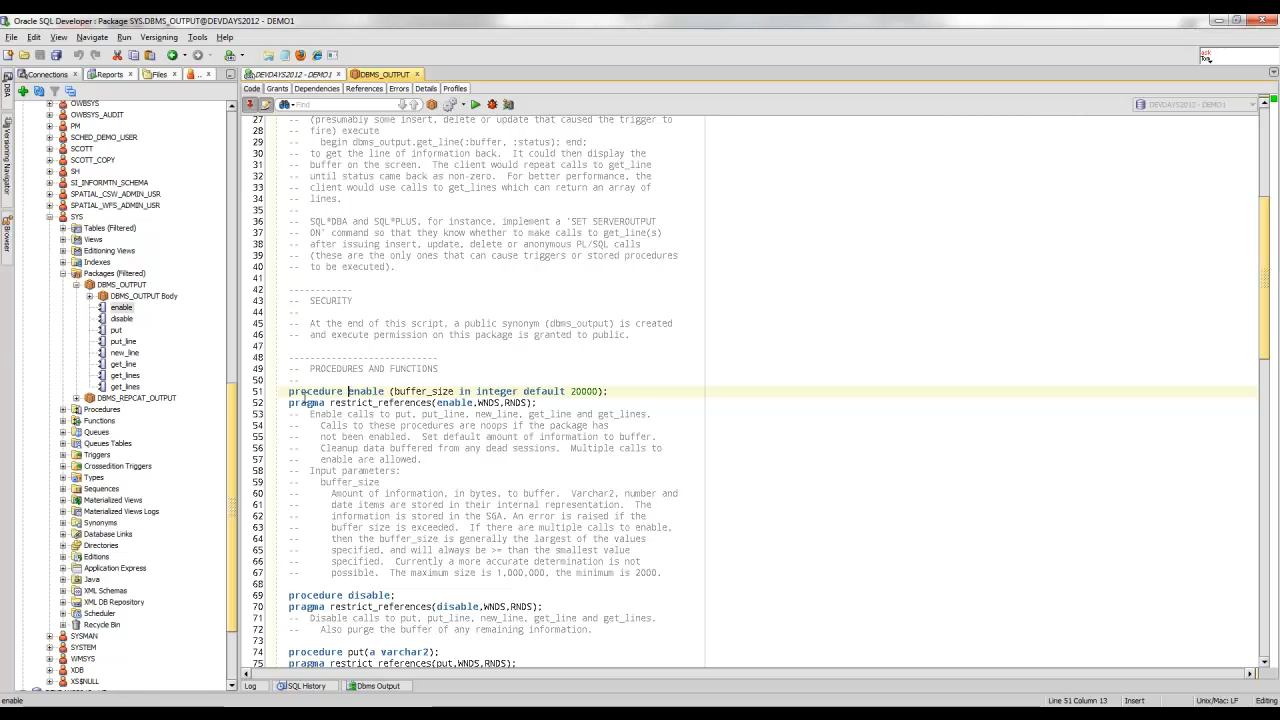 Oracle SQL Developer : Package SYS.DBMS_OUTPUT@DEVDAYS2012 - DEMO1
File Edit View Navigate Run Versioning Tools Help
Connections
Reports
Files
..
DEVDAYS2012 - DEMO1
DBMS_OUTPUT
Code Grants Dependencies References Errors Details Profiles
Find
DEVDAYS2012 - DEMO1
DBA
Versioning Navigator
Browser
OWBSYS
OWBSYS_AUDIT
PM
SCHED_DEMO_USER
SCOTT
SCOTT_COPY
SH
SI_INFORMTN_SCHEMA
SPATIAL_CSW_ADMIN_USR
SPATIAL_WFS_ADMIN_USR
SYS
Tables (Filtered)
Views
Editioning Views
Indexes
Packages (Filtered)
DBMS_OUTPUT
DBMS_OUTPUT Body
enable
disable
put
put_line
new_line
get_line
get_lines
get_lines
DBMS_REPCAT_OUTPUT
Procedures
Functions
Queues
Queues Tables
Triggers
Crossedition Triggers
Types
Sequences
Materialized Views
Materialized Views Logs
Synonyms
Database Links
Directories
Editions
Application Express
Java
XML Schemas
XML DB Repository
Scheduler
Recycle Bin
SYSMAN
SYSTEM
WMSYS
XDB
XS$NULL
27 -- (presumably some insert, delete or update that caused the trigger to
28 -- fire) execute
29 -- begin dbms_output.get_line(:buffer, :status); end;
30 -- to get the line of information back. It could then display the
31 -- buffer on the screen. The client would repeat calls to get_line
32 -- until status came back as non-zero. For better performance, the
33 -- client would use calls to get_lines which can return an array of
34 -- lines.
35 --
36 -- SQL*DBA and SQL*PLUS, for instance, implement a 'SET SERVEROUTPUT
37 -- ON' command so that they know whether to make calls to get_line(s)
38 -- after issuing insert, update, delete or anonymous PL/SQL calls
39 -- (these are the only ones that can cause triggers or stored procedures
40 -- to be executed).
41
42 ------------
43 -- SECURITY
44 --
45 -- At the end of this script, a public synonym (dbms_output) is created
46 -- and execute permission on this package is granted to public.
47
48 ----------------------------
49 -- PROCEDURES AND FUNCTIONS
50 --
51 procedure enable (buffer_size in integer default 20000);
52 pragma restrict_references(enable,WNDS,RNDS);
53 -- Enable calls to put, put_line, new_line, get_line and get_lines.
54 -- Calls to these procedures are noops if the package has
55 -- not been enabled. Set default amount of information to buffer.
56 -- Cleanup data buffered from any dead sessions. Multiple calls to
57 -- enable are allowed.
58 -- Input parameters:
59 -- buffer_size
60 -- Amount of information, in bytes, to buffer. Varchar2, number and
61 -- date items are stored in their internal representation. The
62 -- information is stored in the SGA. An error is raised if the
63 -- buffer size is exceeded. If there are multiple calls to enable,
64 -- then the buffer_size is generally the largest of the values
65 -- specified, and will always be >= than the smallest value
66 -- specified. Currently a more accurate determination is not
67 -- possible. The maximum size is 1,000,000, the minimum is 2000.
68
69 procedure disable;
70 pragma restrict_references(disable,WNDS,RNDS);
71 -- Disable calls to put, put_line, new_line, get_line and get_lines.
72 -- Also purge the buffer of any remaining information.
73
74 procedure put(a varchar2);
75 pragma restrict_references(put,WNDS,RNDS);
Log
SQL History
Dbms Output
enable
Line 51 Column 13
Insert
Unix/Mac: LF
Editing